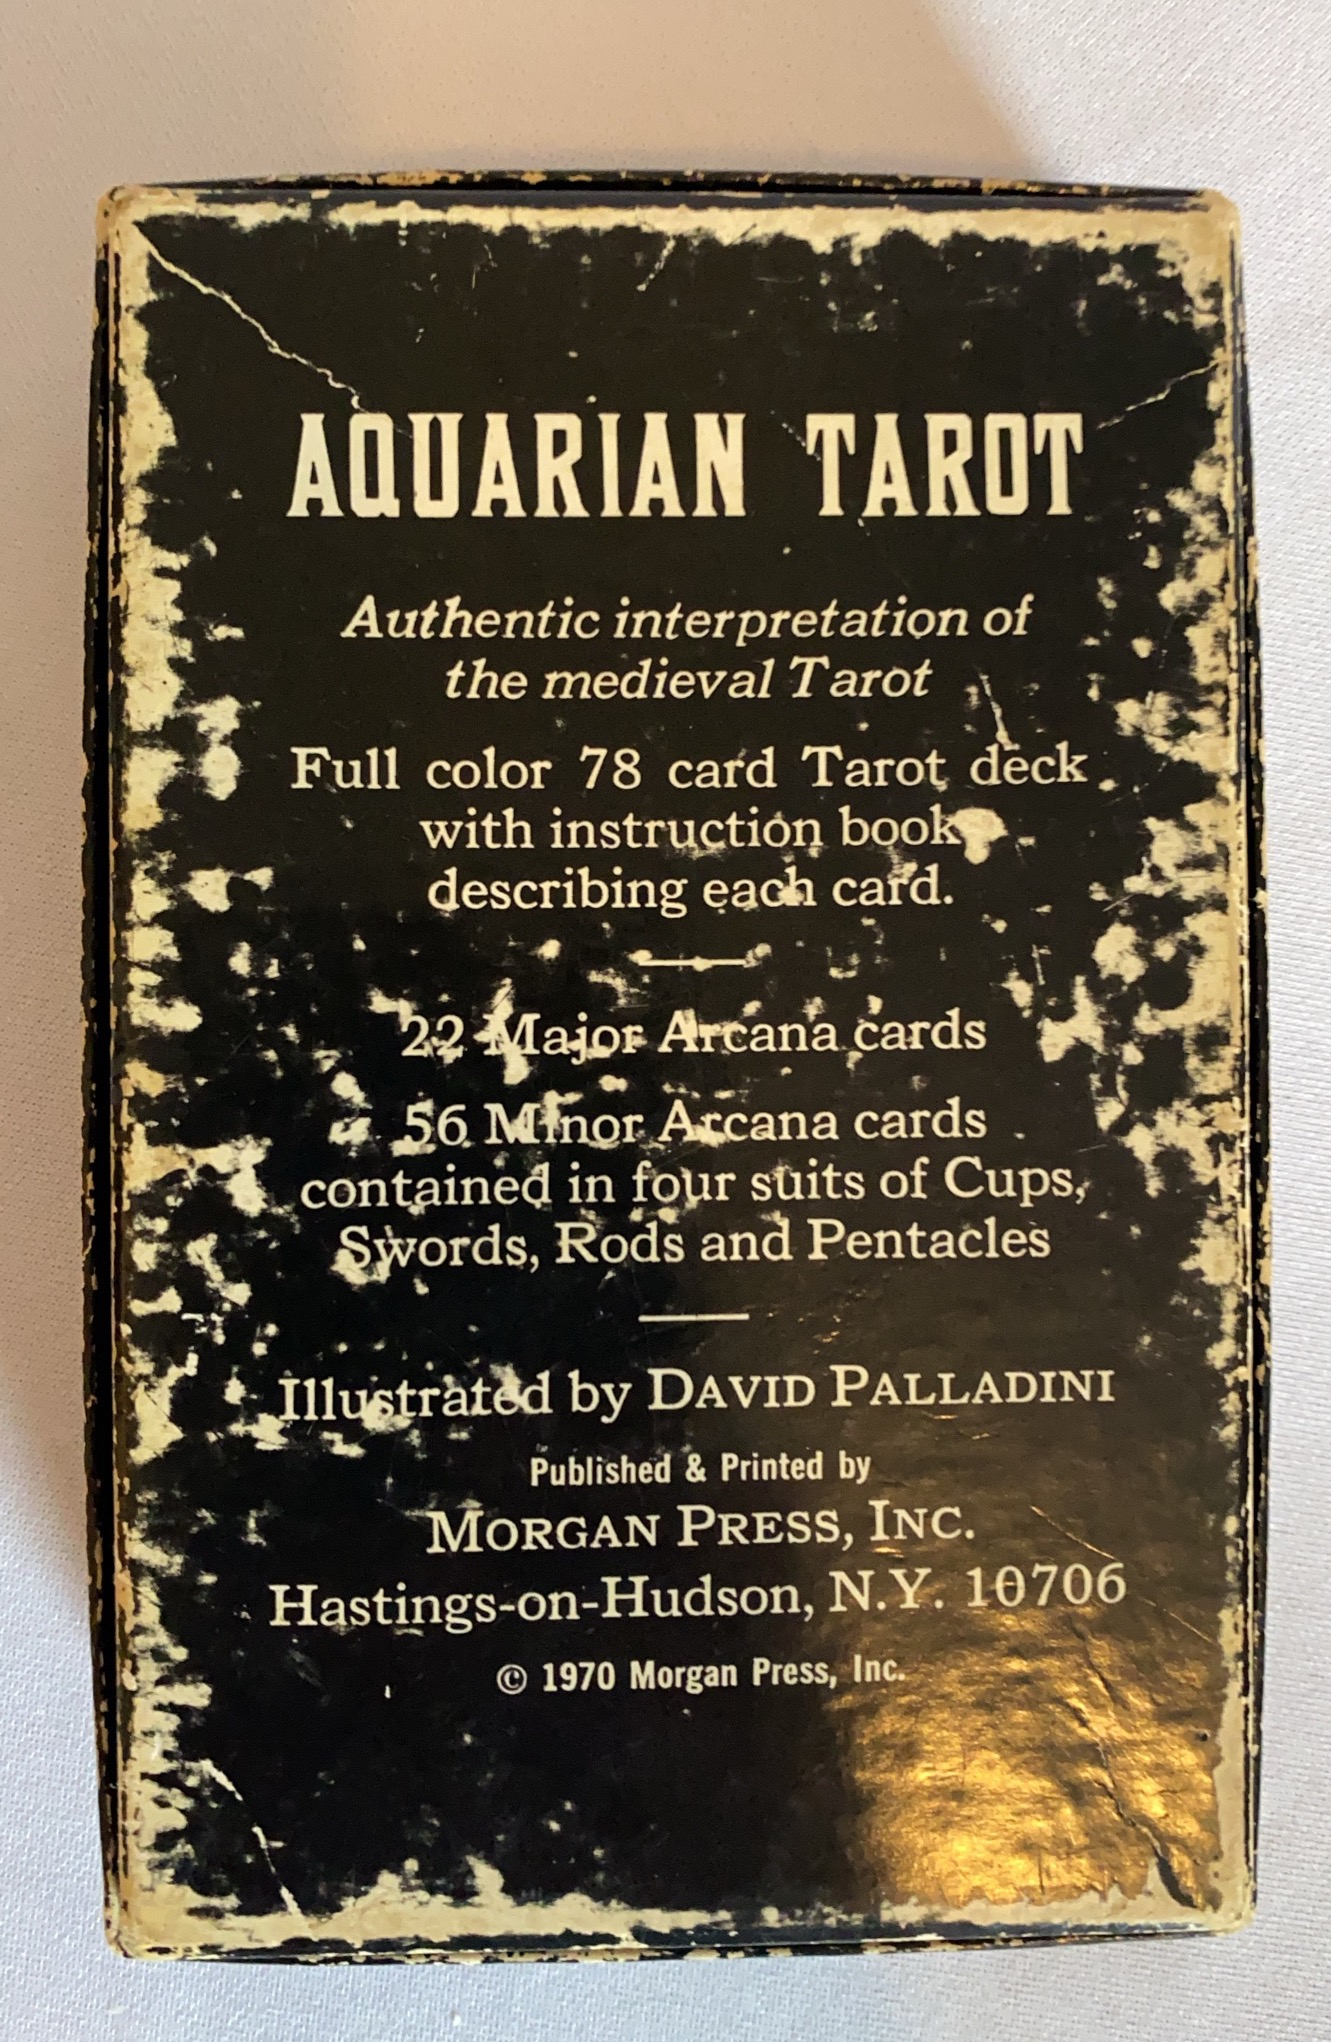 AQUARIAN TAROT
Authentic interpretation of
the medieval Tarot
Full color 78 card Tarot deck
with instruction book
describing each card.
22 Major Arcana cards
56 Minor Arcana cards
contained in four suits of Cups,
Swords, Rods and Pentacles
Illustrated by DAVID PALLADINI
Published & Printed by
MORGAN PRESS, INC.
Hastings-on-Hudson, N.Y. 10706
© 1970 Morgan Press, Inc.